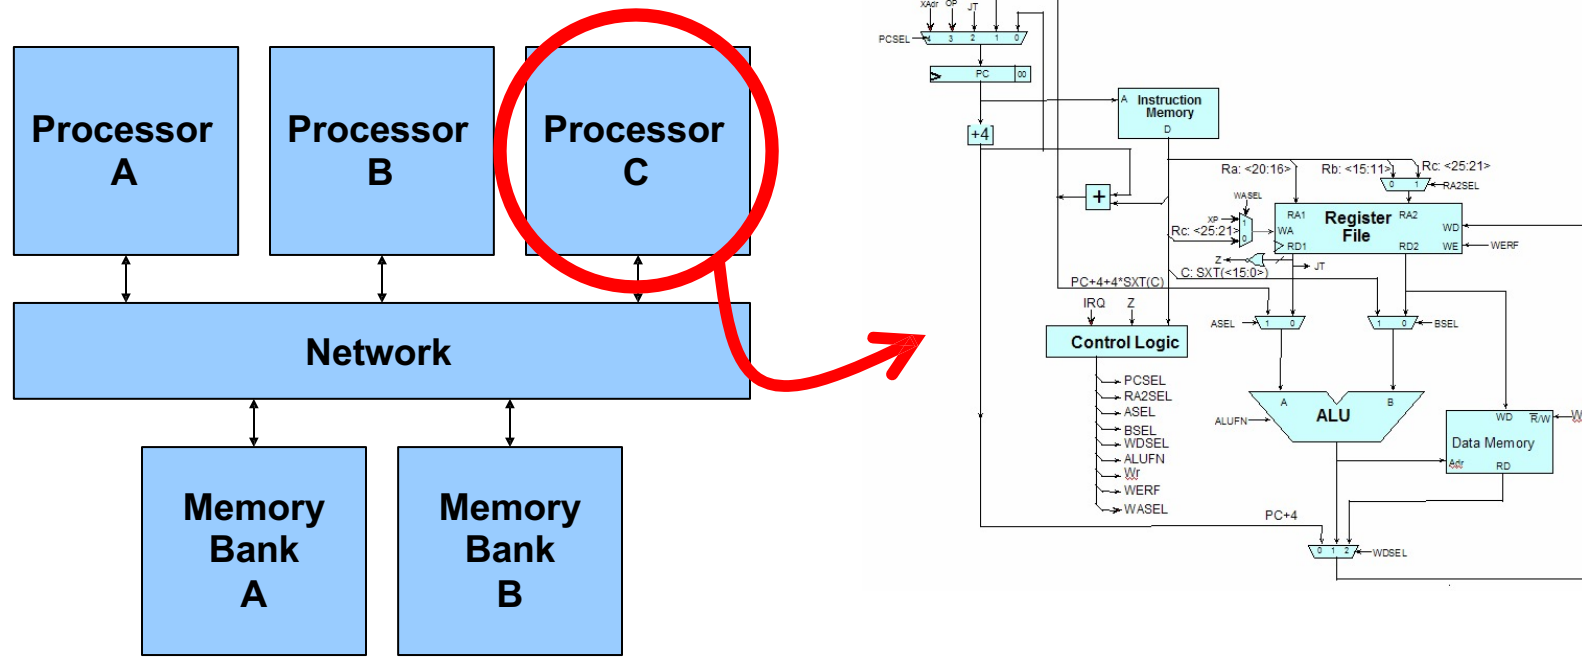 Processor
A
Processor
B
Processor
C
Network
Memory
Bank
A
Memory
Bank
B
XAdr OP
JT
PCSEL
4 3 2 1 0
PC 00
[+4]
A Instruction
Memory
D
Ra: <20:16> Rb: <15:11> Rc: <25:21>
0 1 RA2SEL
+
WASEL
XP
1
Rc: <25:21>
0
RA1 Register RA2
File
WA WD
RD1 RD2 WE WERF
Z
JT
C: SXT(<15:0>)
PC+4+4*SXT(C)
IRQ Z
Control Logic
ASEL 1 0
1 0 BSEL
PCSEL
RA2SEL
ASEL
BSEL
WDSEL
ALUFN
Wr
WERF
WASEL
A B
ALUFN ALU
WD R/W
Data Memory
Adr RD
PC+4
0 1 2 WDSEL